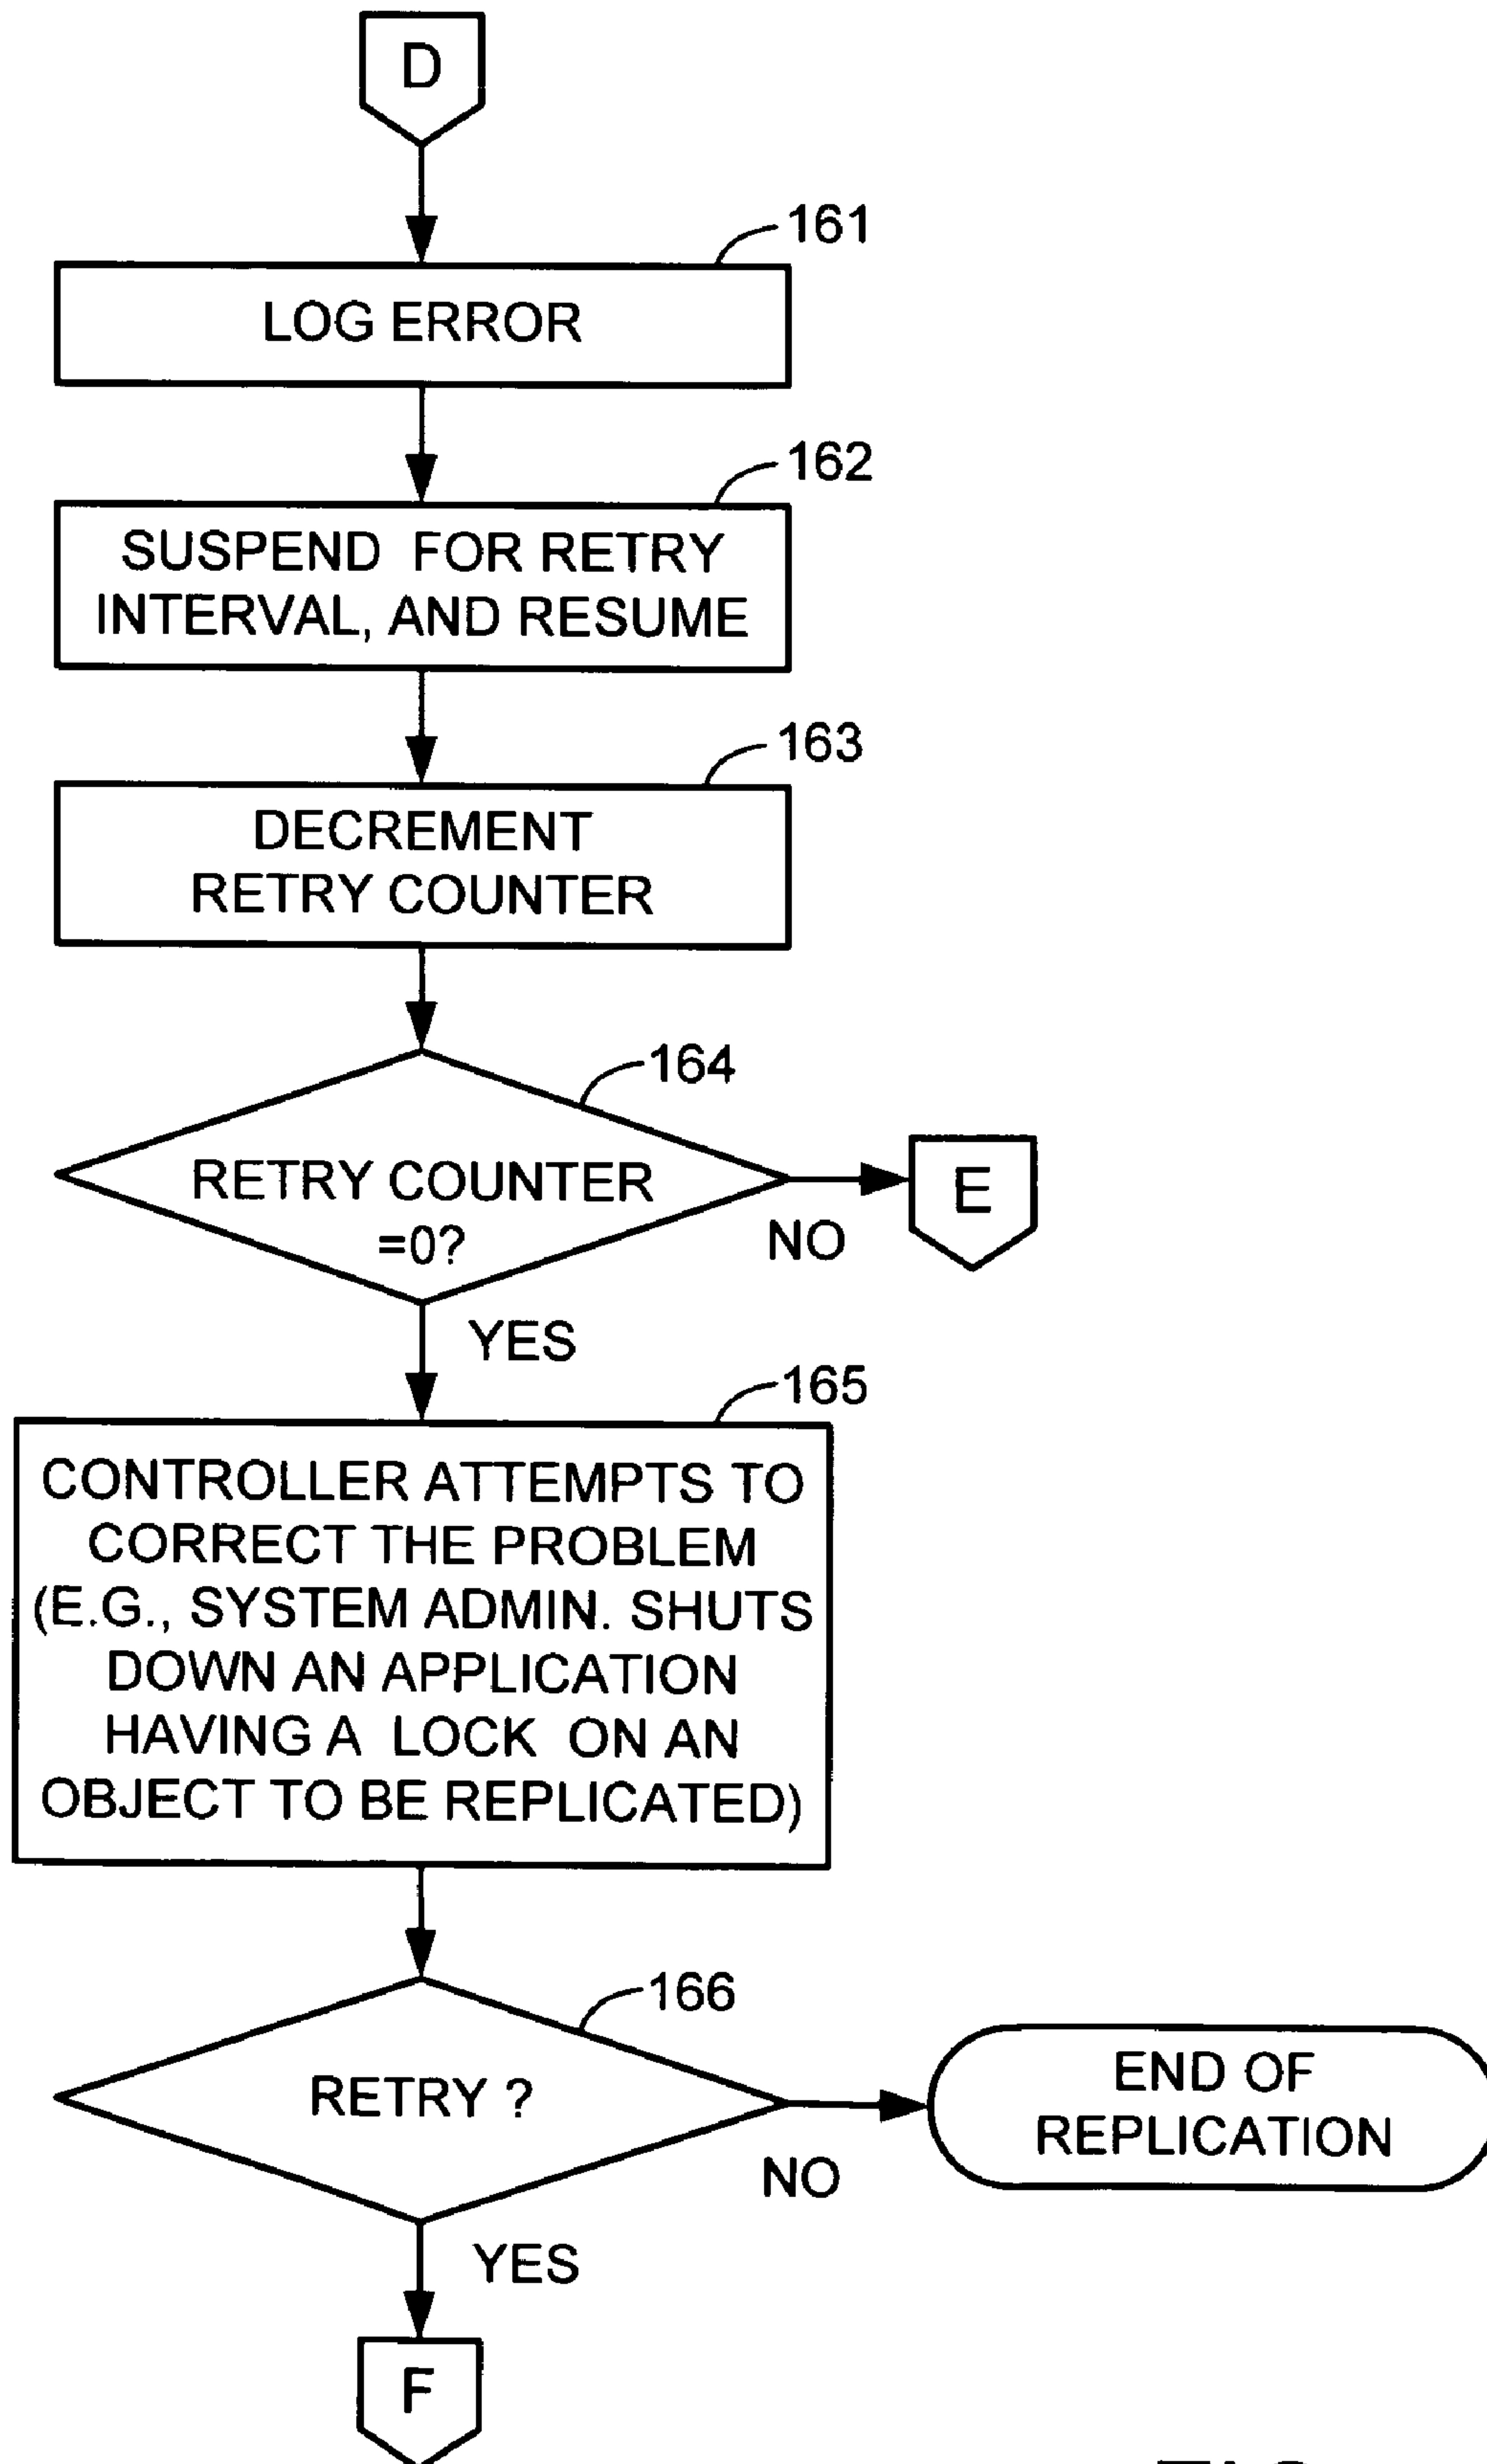 D
161
LOG ERROR
162
SUSPEND FOR RETRY
INTERVAL, AND RESUME
163
DECREMENT
RETRY COUNTER
164
RETRY COUNTER
=0?
NO
E
YES
165
CONTROLLER ATTEMPTS TO
CORRECT THE PROBLEM
(E.G., SYSTEM ADMIN. SHUTS
DOWN AN APPLICATION
HAVING A LOCK ON AN
OBJECT TO BE REPLICATED)
166
RETRY ?
NO
END OF
REPLICATION
YES
F